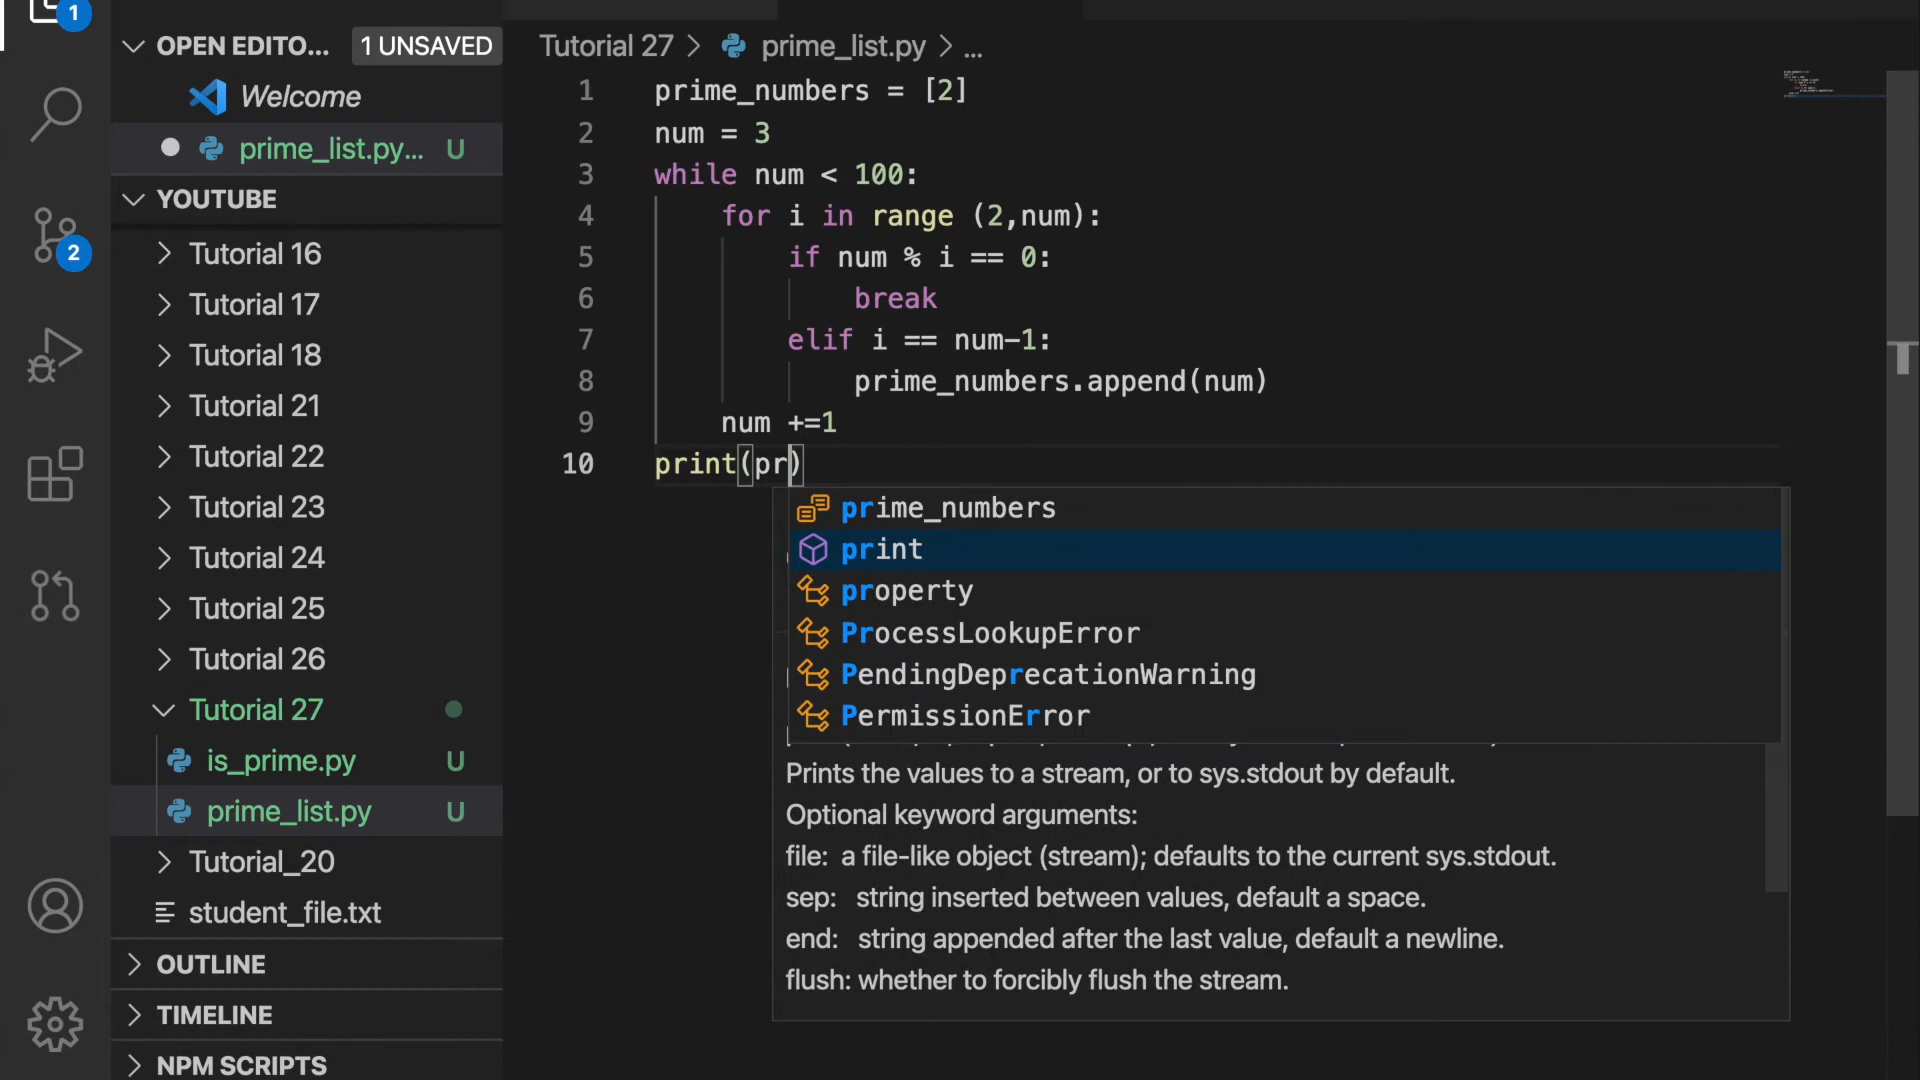 1
OPEN EDITO... 1 UNSAVED
Welcome
prime_list.py... U
YOUTUBE
Tutorial 16
Tutorial 17
Tutorial 18
Tutorial 21
Tutorial 22
Tutorial 23
Tutorial 24
Tutorial 25
Tutorial 26
Tutorial 27
is_prime.py U
prime_list.py U
Tutorial_20
student_file.txt
OUTLINE
TIMELINE
NPM SCRIPTS
2
Tutorial 27 > prime_list.py > ...
1 prime_numbers = [2]
2 num = 3
3 while num < 100:
4 for i in range (2,num):
5 if num % i == 0:
6 break
7 elif i == num-1:
8 prime_numbers.append(num)
9 num +=1
10 print(pr)
prime_numbers
print
property
ProcessLookupError
PendingDeprecationWarning
PermissionError
Prints the values to a stream, or to sys.stdout by default.
Optional keyword arguments:
file: a file-like object (stream); defaults to the current sys.stdout.
sep: string inserted between values, default a space.
end: string appended after the last value, default a newline.
flush: whether to forcibly flush the stream.